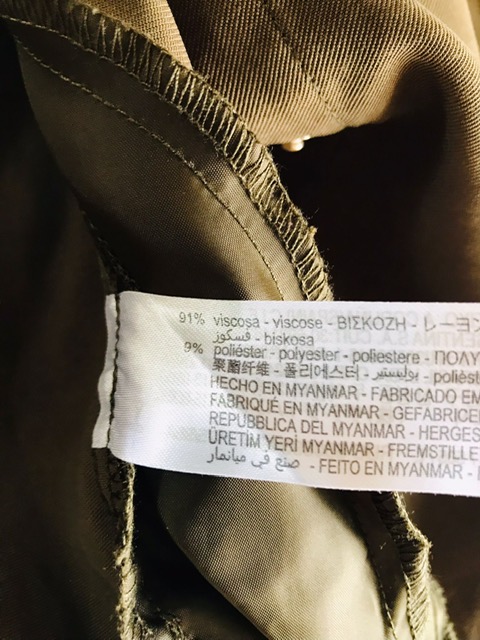 91% viscosa - viscose - ΒΙΣΚΟΖΗ - レーヨ
فسكوز - biskosa
9% poliéster - polyester - poliestere - ΠΟΛΥ
聚酯纤维 - 폴리에스터 - بوليستير - poliést
HECHO EN MYANMAR - FABRICADO EM
FABRIQUÉ EN MYANMAR - GEFABRICEE
REPUBBLICA DEL MYANMAR - HERGES
ÜRETİM YERİ MYANMAR - FREMSTILLE
صنع في ميانمار - FEITO EN MYANMAR -